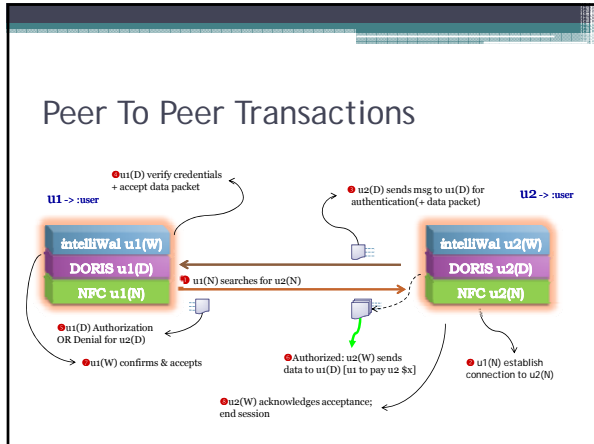 Peer To Peer Transactions
❹u1(D) verify credentials
+ accept data packet
❸ u2(D) sends msg to u1(D) for
authentication(+ data packet)
u1 -> :user
u2 -> :user
intelliWal u1(W)
DORIS u1(D)
NFC u1(N)
intelliWal u2(W)
DORIS u2(D)
NFC u2(N)
❶ u1(N) searches for u2(N)
❺u1(D) Authorization
OR Denial for u2(D)
❼u1(W) confirms & accepts
❻Authorized: u2(W) sends
data to u1(D) [u1 to pay u2 $x]
❷ u1(N) establish
connection to u2(N)
u2(W) acknowledges acceptance;
end session